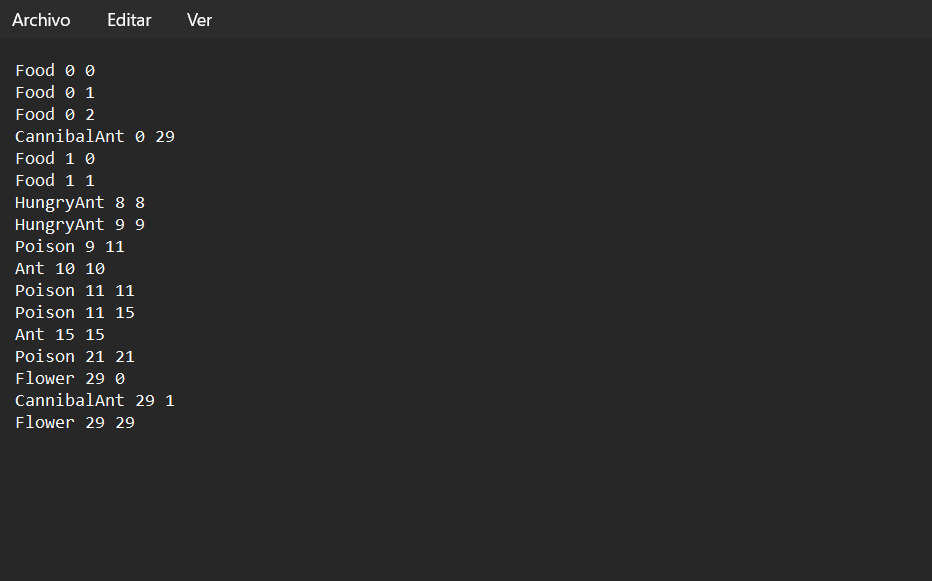 Archivo Editar Ver
Food 0 0
Food 0 1
Food 0 2
CannibalAnt 0 29
Food 1 0
Food 1 1
HungryAnt 8 8
HungryAnt 9 9
Poison 9 11
Ant 10 10
Poison 11 11
Poison 11 15
Ant 15 15
Poison 21 21
Flower 29 0
CannibalAnt 29 1
Flower 29 29